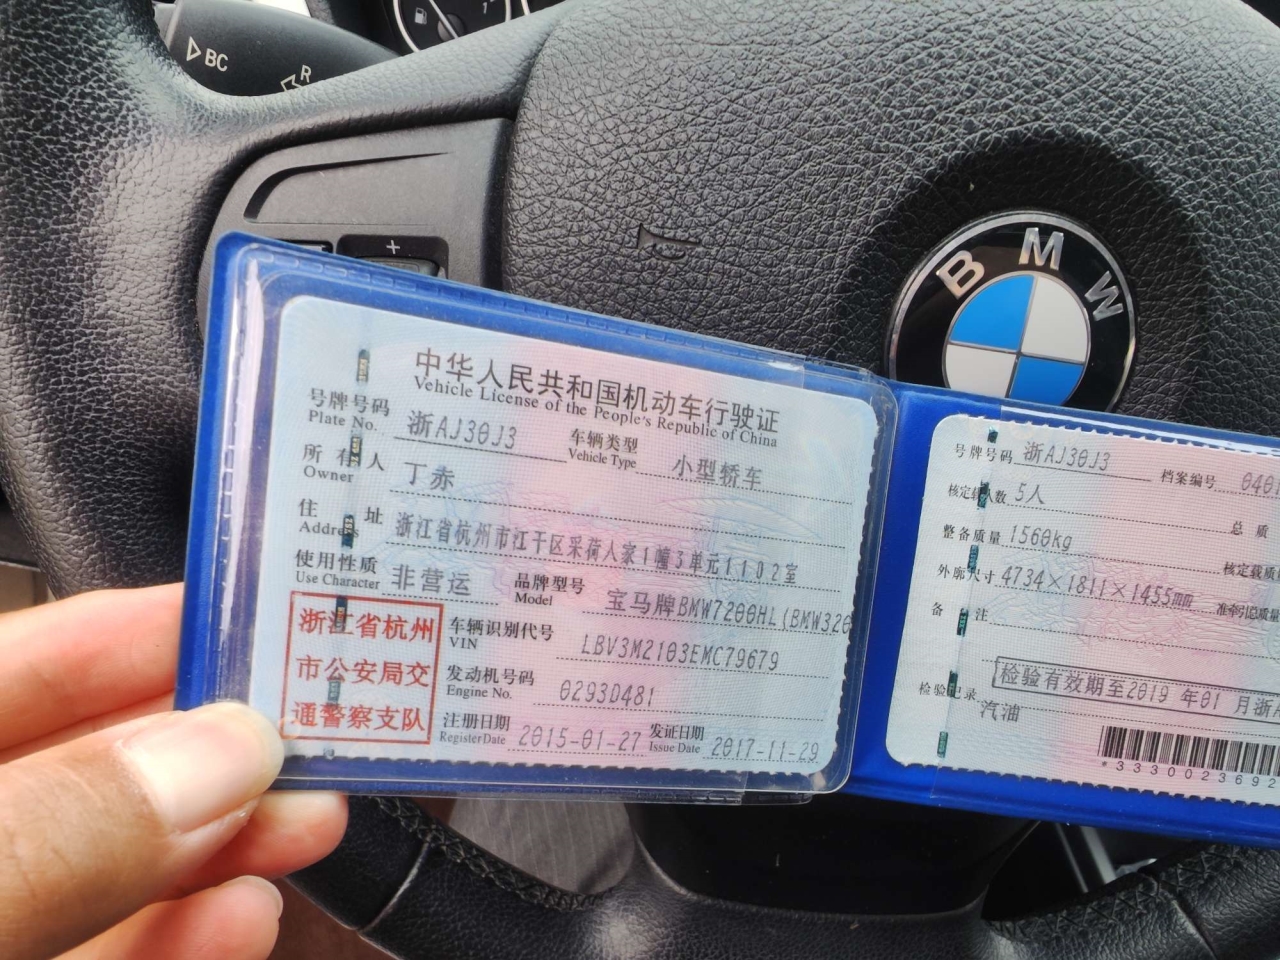 BC
R
+
BMW
中华人民共和国机动车行驶证
Vehicle License of the People's Republic of China
号牌号码 浙AJ30J3 车辆类型 小型轿车
Plate No. Vehicle Type
所有人 丁赤
Owner
住址 浙江省杭州市江干区采荷人家1幢3单元1102室
Address
使用性质 非营运 品牌型号 宝马牌BMW7200HL(BMW320
Use Character Model
浙江省杭州
市公安局交
通警察支队
车辆识别代号 LBV3M2103EMC79679
VIN
发动机号码 0293D481
Engine No.
注册日期 2015-01-27 发证日期 2017-11-29
Register Date Issue Date
号牌号码 浙AJ30J3 档案编号 040
核定载人数 5人 总质
整备质量 1560kg 核定载质量
外廓尺寸 4734×1811×1455mm 准牵引总质量
备注
检验有效期至2019年01月浙
检验记录
汽油
*3330023692